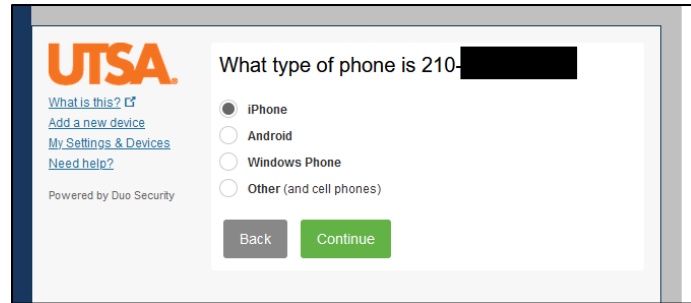 UTSA.
What is this?
Add a new device
My Settings & Devices
Need help?
Powered by Duo Security
What type of phone is 210-
iPhone
Android
Windows Phone
Other (and cell phones)
Back
Continue